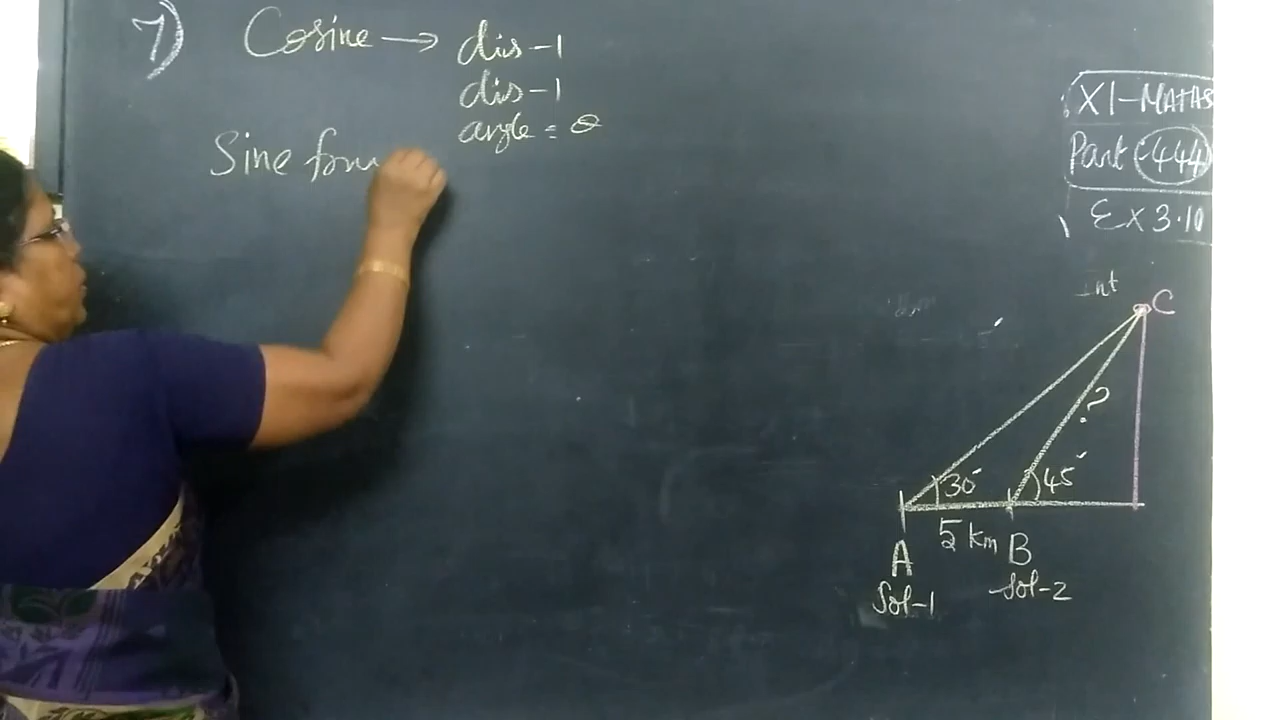 7) Cosine → dis-1
dis-1
angle = θ
Sine form
XI-MATHS
Part-444
Ex 3.10
Int
C
?
30°
45°
5 km
A
B
Sol-1
Sol-2